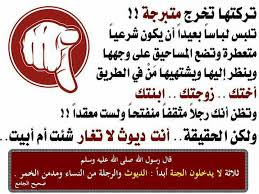 تركتها تخرج متبرجة !!
تلبس لباساً بعيداً أن يكون شرعياً
متعطرة وتضع المساحيق على وجهها
وينظر إليها ويشتهيها مَنْ في الطريق
أختك .. زوجتك .. ابنتك
وتظن أنك رجلاً مثقفاً منفتحاً ولست معقداً !!
ولكن الحقيقة.. أنت ديوث لا تغار شئت أم أبيت..
قال رسول الله صلى الله عليه وسلم
ثلاثة لا يدخلون الجنة أبداً : الديوث والرجلة من النساء ومدمن الخمر .
صحيح الجامع